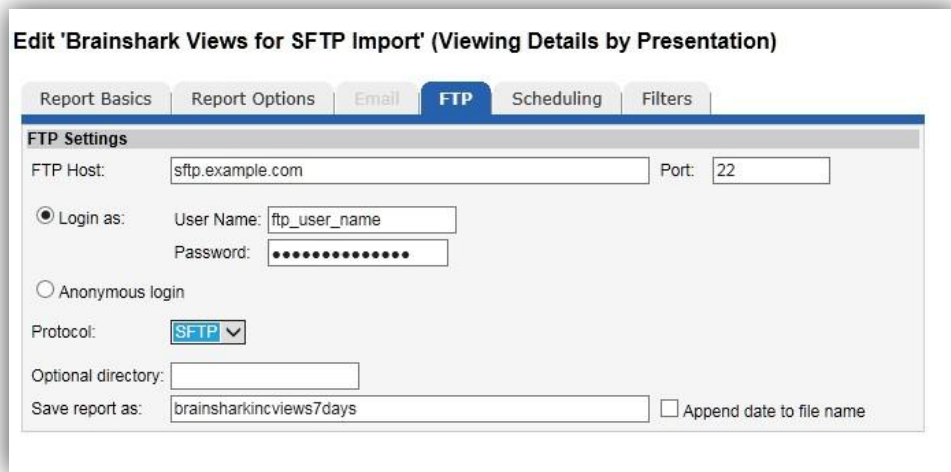 Edit 'Brainshark Views for SFTP Import' (Viewing Details by Presentation)
Report Basics Report Options Email FTP Scheduling Filters
FTP Settings
FTP Host: sftp.example.com Port: 22
Login as: User Name: ftp_user_name
Password: ••••••••••••••
Anonymous login
Protocol: SFTP
Optional directory:
Save report as: brainsharkincviews7days Append date to file name